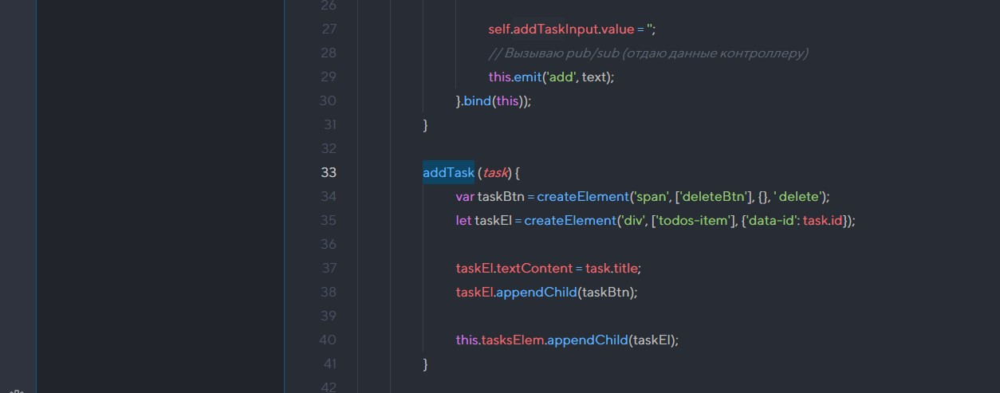 26
27 self.addTaskInput.value = '';
28 // Вызываю pub/sub (отдаю данные контроллеру)
29 this.emit('add', text);
30 }.bind(this));
31 }
32
33 addTask (task) {
34 var taskBtn = createElement('span', ['deleteBtn'], {}, ' delete');
35 let taskEl = createElement('div', ['todos-item'], {'data-id': task.id});
36
37 taskEl.textContent = task.title;
38 taskEl.appendChild(taskBtn);
39
40 this.tasksElem.appendChild(taskEl);
41 }
42